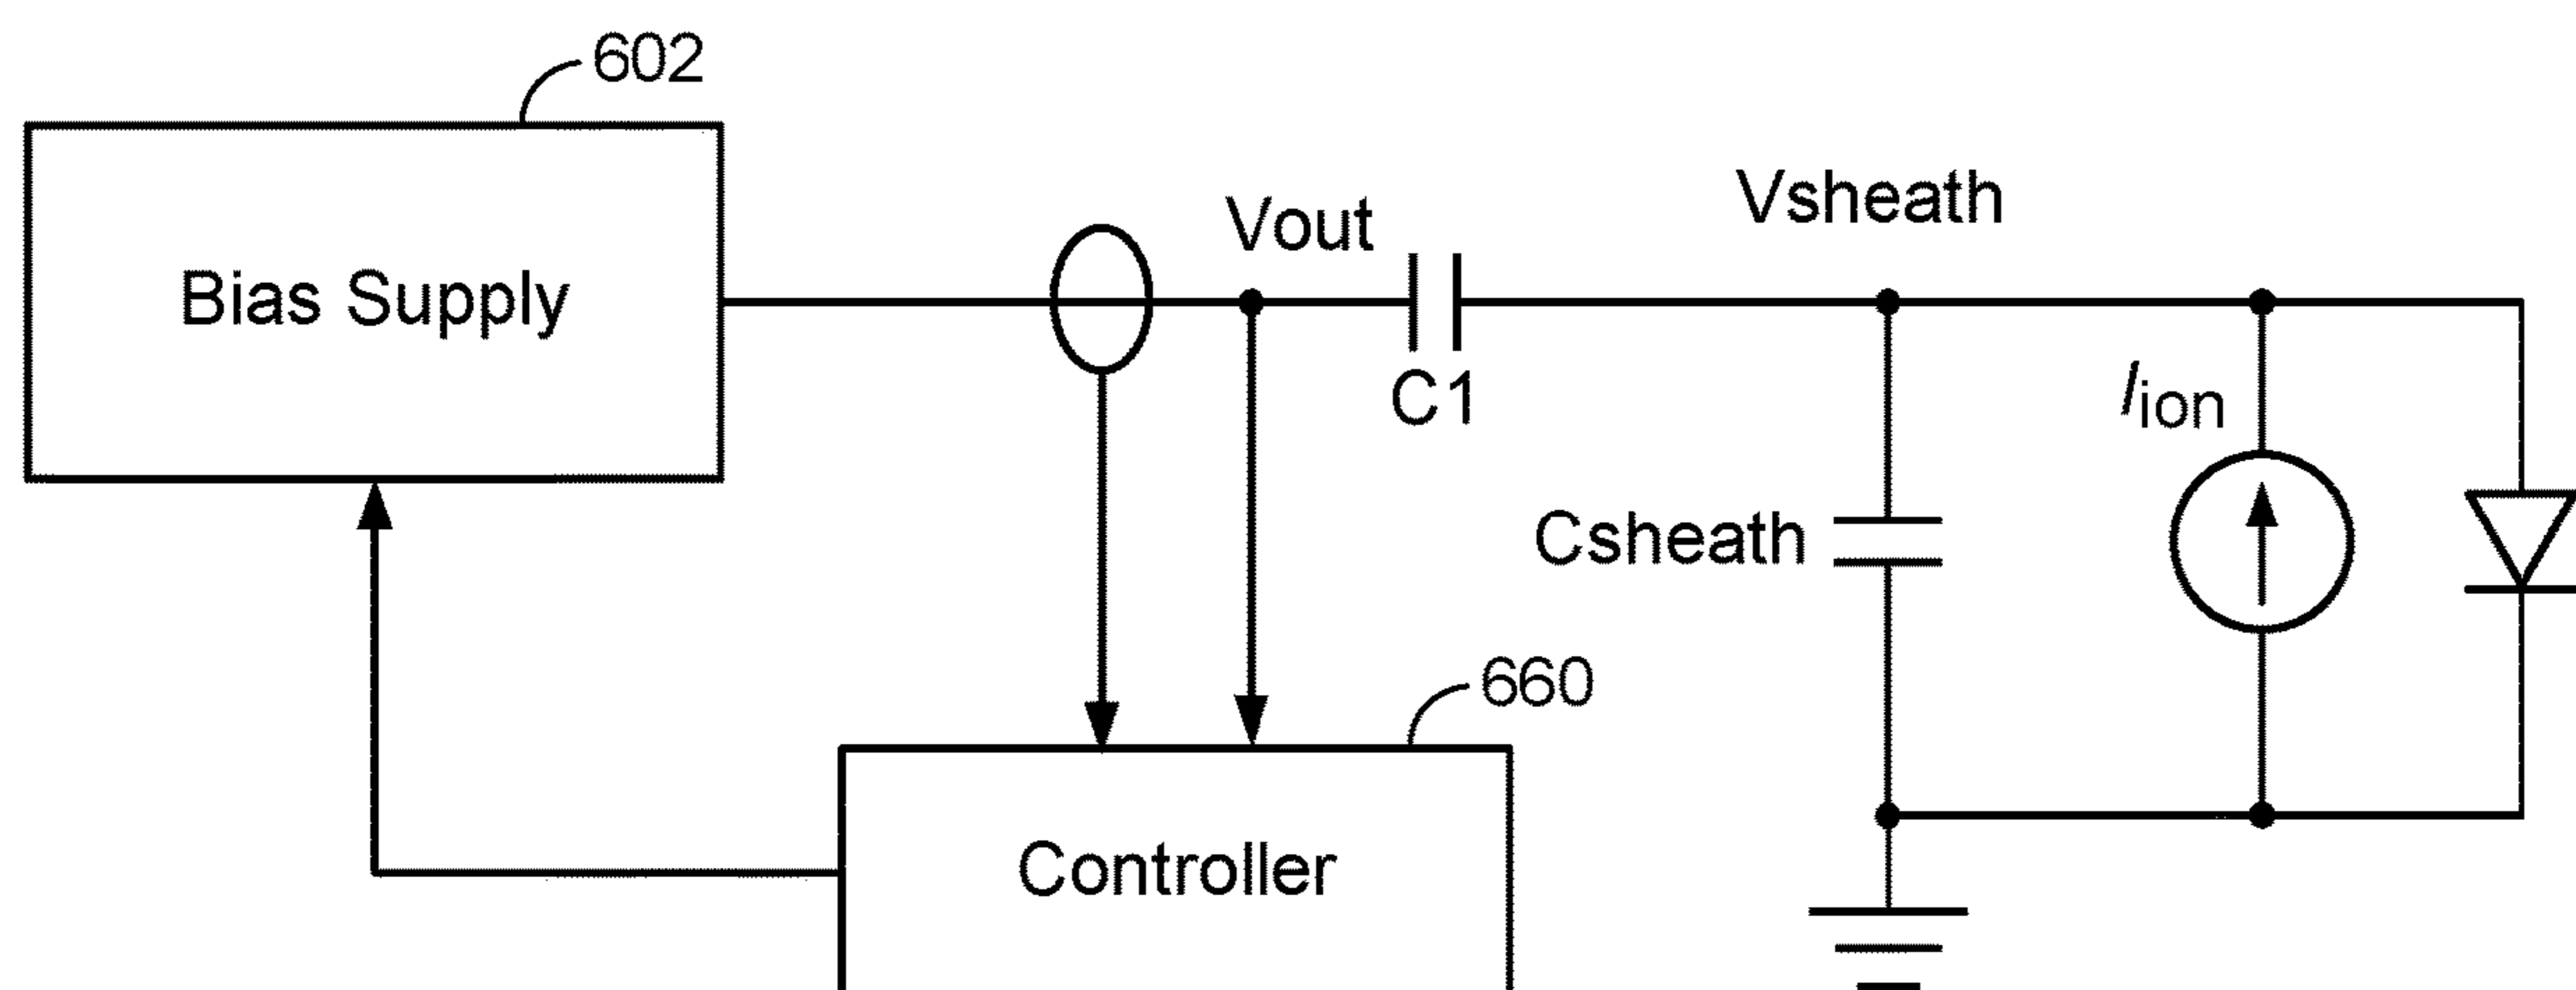 602
Bias Supply
Vout
Vsheath
C1
Iion
Csheath
660
Controller